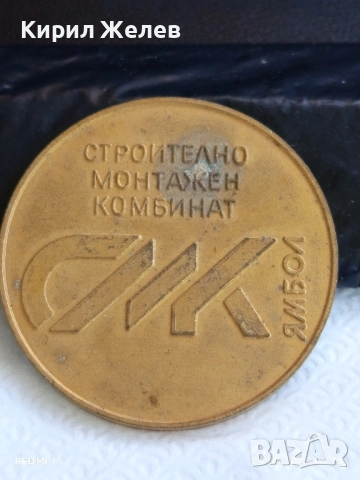 Кирил Желев
СТРОИТЕЛНО
МОНТАЖЕН
КОМБИНАТ
СМК
ЯМБОЛ
BAZAR